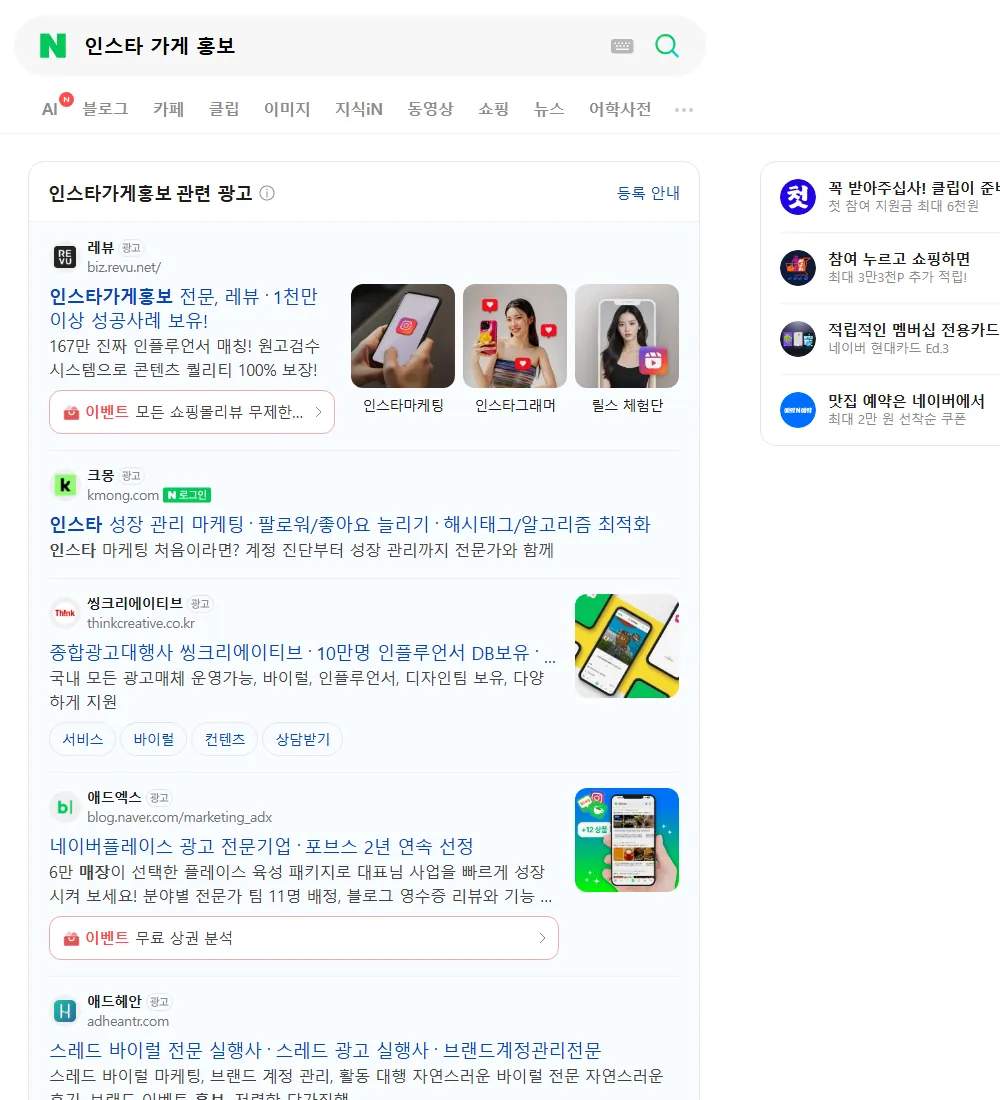 인스타 가게 홍보
AI
N
블로그
카페
클립
이미지
지식iN
동영상
쇼핑
뉴스
어학사전
인스타가게홍보 관련 광고
등록 안내
RE
VU
레뷰 광고
biz.revu.net/
인스타가게홍보 전문, 레뷰 · 1천만
이상 성공사례 보유!
167만 진짜 인플루언서 매칭! 원고검수
시스템으로 콘텐츠 퀄리티 100% 보장!
이벤트 모든 쇼핑몰리뷰 무제한...
인스타마케팅
인스타그래머
릴스 체험단
k
크몽 광고
kmong.com N 로그인
인스타 성장 관리 마케팅 · 팔로워/좋아요 늘리기 · 해시태그/알고리즘 최적화
인스타 마케팅 처음이라면? 계정 진단부터 성장 관리까지 전문가와 함께
Th!nk
씽크리에이티브 광고
thinkcreative.co.kr
종합광고대행사 씽크리에이티브 · 10만명 인플루언서 DB보유 · ...
국내 모든 광고매체 운영가능, 바이럴, 인플루언서, 디자인팀 보유, 다양
하게 지원
서비스
바이럴
컨텐츠
상담받기
bl
애드엑스 광고
blog.naver.com/marketing_adx
네이버플레이스 광고 전문기업 · 포브스 2년 연속 선정
6만 매장이 선택한 플레이스 육성 패키지로 대표님 사업을 빠르게 성장
시켜 보세요! 분야별 전문가 팀 11명 배정, 블로그 영수증 리뷰와 기능 ...
+12 상품
이벤트 무료 상권 분석
H
애드헤안 광고
adheantr.com
스레드 바이럴 전문 실행사 · 스레드 광고 실행사 · 브랜드계정관리전문
스레드 바이럴 마케팅, 브랜드 계정 관리, 활동 대행 자연스러운 바이럴 전문 자연스러운
첫
꼭 받아주십사! 클립이 준비
첫 참여 지원금 최대 6천원
참여 누르고 쇼핑하면
최대 3만3천P 추가 적립!
적립적인 멤버십 전용카드
네이버 현대카드 Ed.3
예약N예약
맛집 예약은 네이버에서
최대 2만 원 선착순 쿠폰